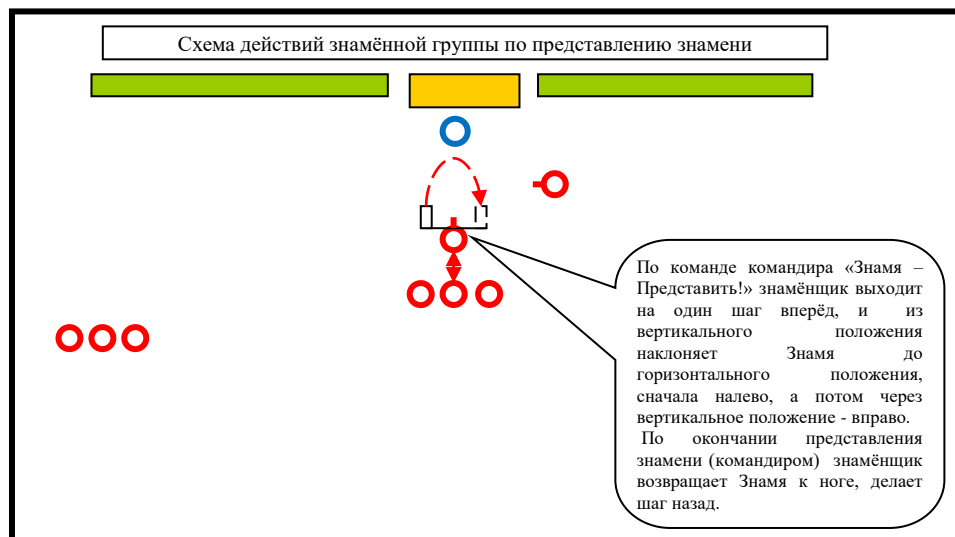 Схема действий знамённой группы по представлению знамени
По команде командира «Знамя –
Представить!» знамёнщик выходит
на один шаг вперёд, и из
вертикального положения
наклоняет Знамя до
горизонтального положения,
сначала налево, а потом через
вертикальное положение - вправо.
По окончании представления
знамени (командиром) знамёнщик
возвращает Знамя к ноге, делает
шаг назад.